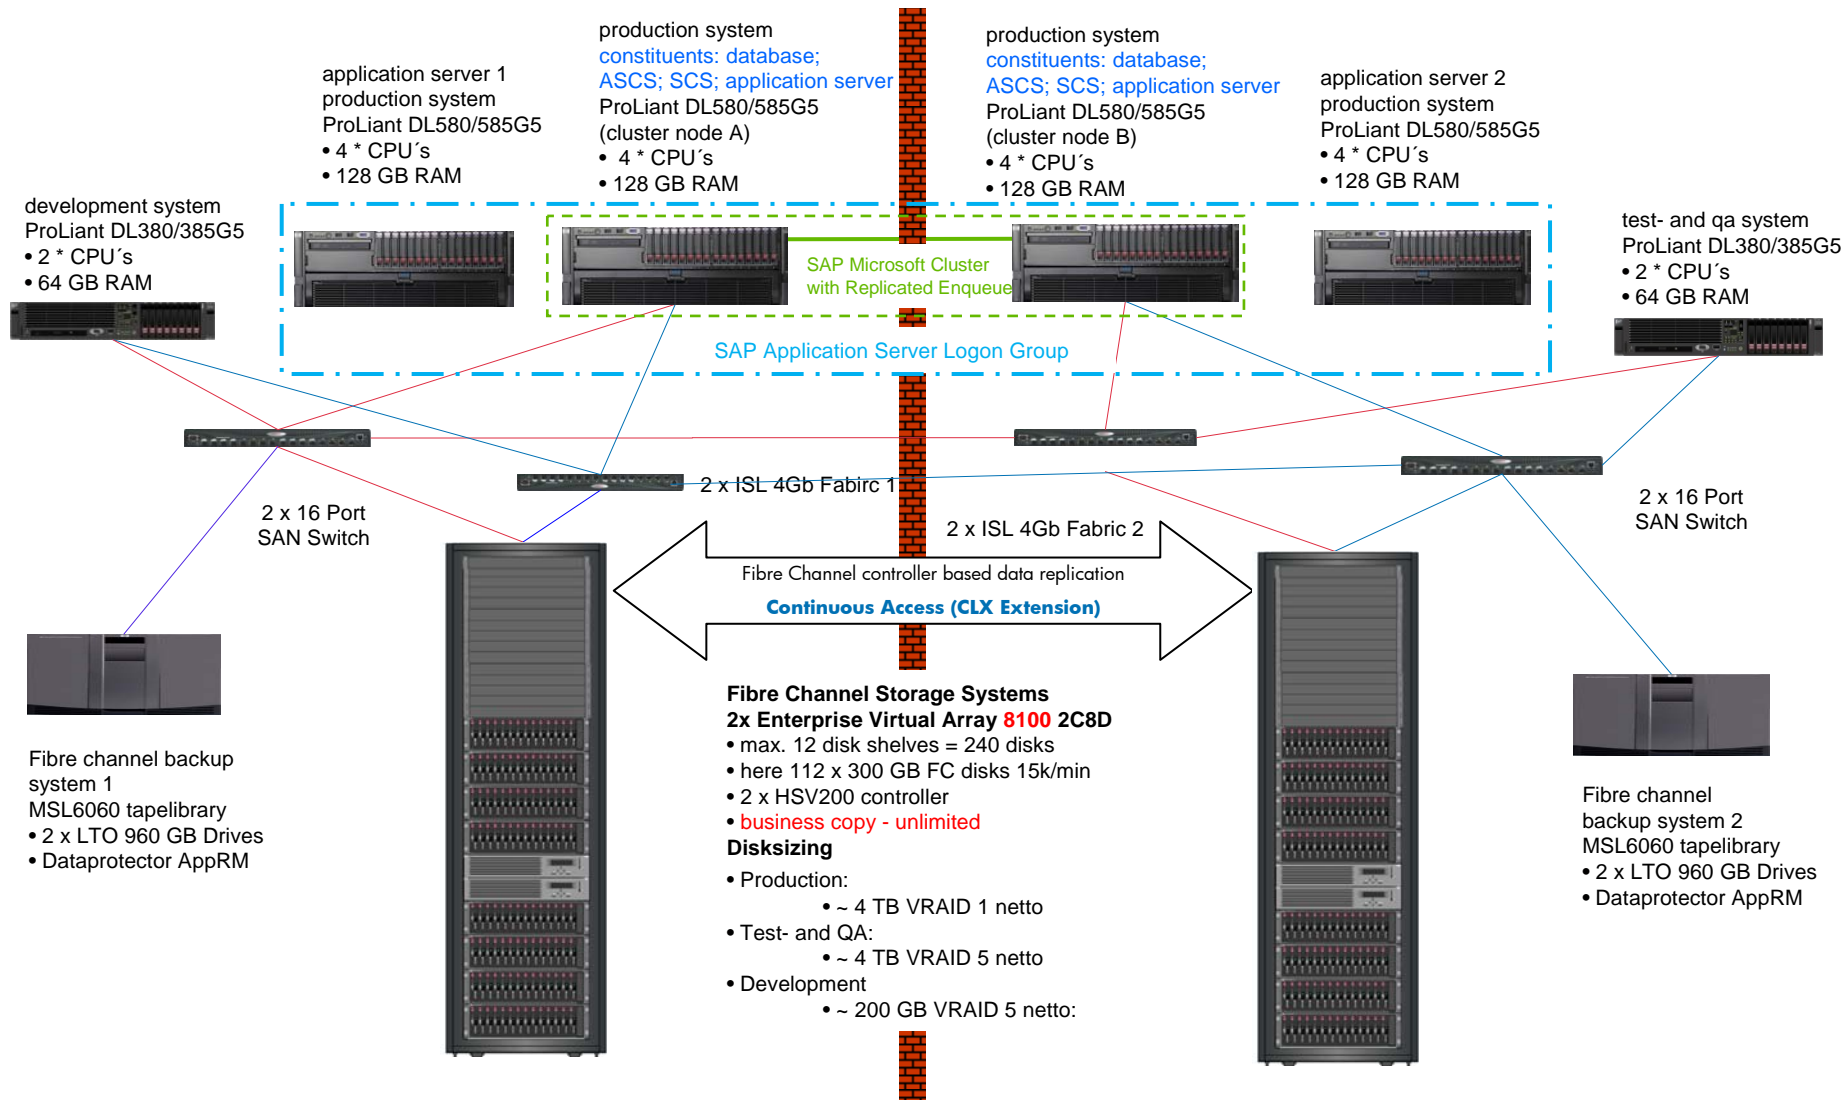 production system
constituents: database;
ASCS; SCS; application server
ProLiant DL580/585G5
(cluster node A)
• 4 * CPU´s
• 128 GB RAM
production system
constituents: database;
ASCS; SCS; application server
ProLiant DL580/585G5
(cluster node B)
• 4 * CPU´s
• 128 GB RAM
application server 1
production system
ProLiant DL580/585G5
• 4 * CPU´s
• 128 GB RAM
application server 2
production system
ProLiant DL580/585G5
• 4 * CPU´s
• 128 GB RAM
development system
ProLiant DL380/385G5
• 2 * CPU´s
• 64 GB RAM
test- and qa system
ProLiant DL380/385G5
• 2 * CPU´s
• 64 GB RAM
SAP Microsoft Cluster
with Replicated Enqueue
SAP Application Server Logon Group
2 x ISL 4Gb Fabirc 1
2 x 16 Port
SAN Switch
2 x 16 Port
SAN Switch
2 x ISL 4Gb Fabric 2
Fibre Channel controller based data replication
Continuous Access (CLX Extension)
Fibre Channel Storage Systems
2x Enterprise Virtual Array 8100 2C8D
• max. 12 disk shelves = 240 disks
• here 112 x 300 GB FC disks 15k/min
• 2 x HSV200 controller
• business copy - unlimited
Disksizing
• Production:
• ~ 4 TB VRAID 1 netto
• Test- and QA:
• ~ 4 TB VRAID 5 netto
• Development
• ~ 200 GB VRAID 5 netto:
Fibre channel backup
system 1
MSL6060 tapelibrary
• 2 x LTO 960 GB Drives
• Dataprotector AppRM
Fibre channel
backup system 2
MSL6060 tapelibrary
• 2 x LTO 960 GB Drives
• Dataprotector AppRM